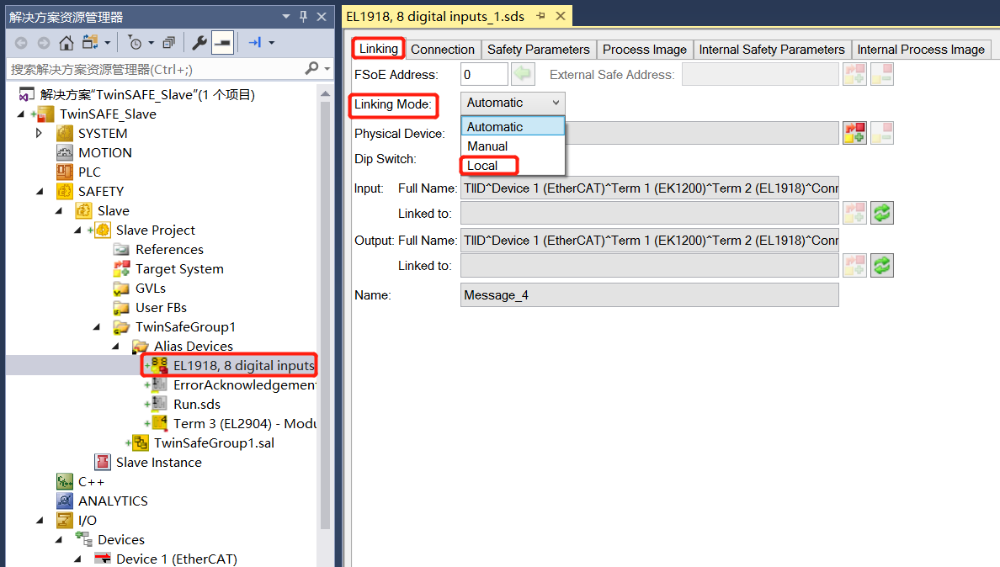 解决方案资源管理器
搜索解决方案资源管理器(Ctrl+;)
解决方案"TwinSAFE_Slave"(1 个项目)
TwinSAFE_Slave
SYSTEM
MOTION
PLC
SAFETY
Slave
Slave Project
References
Target System
GVLs
User FBs
TwinSafeGroup1
Alias Devices
EL1918, 8 digital inputs
ErrorAcknowledgement
Run.sds
Term 3 (EL2904) - Modu
TwinSafeGroup1.sal
Slave Instance
C++
ANALYTICS
I/O
Devices
Device 1 (EtherCAT)
EL1918, 8 digital inputs_1.sds
Linking Connection Safety Parameters Process Image Internal Safety Parameters Internal Process Image
FSoE Address: 0 External Safe Address:
Linking Mode: Automatic
Automatic
Physical Device:
Manual
Dip Switch:
Local
Input: Full Name: TIID^Device 1 (EtherCAT)^Term 1 (EK1200)^Term 2 (EL1918)^Conn
Linked to:
Output: Full Name: TIID^Device 1 (EtherCAT)^Term 1 (EK1200)^Term 2 (EL1918)^Conn
Linked to:
Name: Message_4